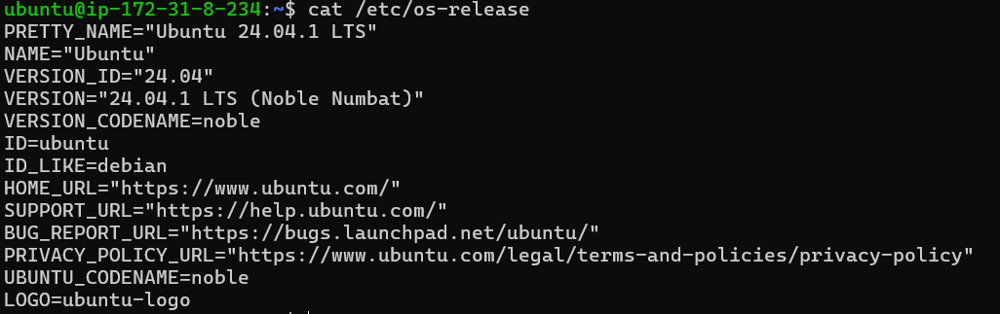 ubuntu@ip-172-31-8-234:~$ cat /etc/os-release
PRETTY_NAME="Ubuntu 24.04.1 LTS"
NAME="Ubuntu"
VERSION_ID="24.04"
VERSION="24.04.1 LTS (Noble Numbat)"
VERSION_CODENAME=noble
ID=ubuntu
ID_LIKE=debian
HOME_URL="https://www.ubuntu.com/"
SUPPORT_URL="https://help.ubuntu.com/"
BUG_REPORT_URL="https://bugs.launchpad.net/ubuntu/"
PRIVACY_POLICY_URL="https://www.ubuntu.com/legal/terms-and-policies/privacy-policy"
UBUNTU_CODENAME=noble
LOGO=ubuntu-logo